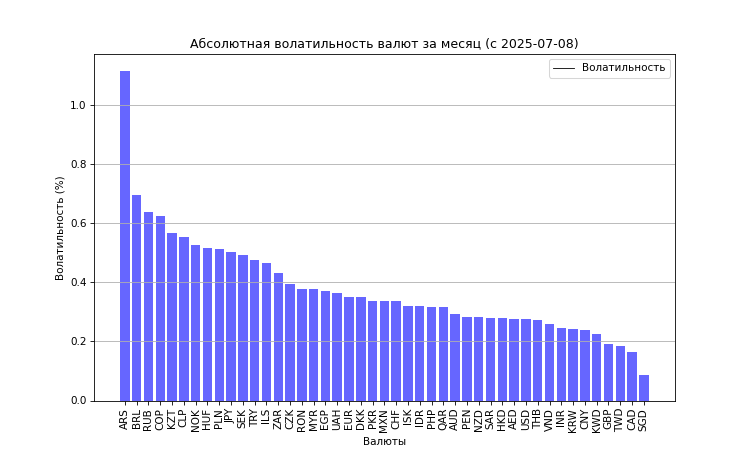 Абсолютная волатильность валют за месяц (с 2025-07-08)
Волатильность
1.0
0.8
0.6
0.4
0.2
0.0
Волатильность (%)
ARS
BRL
RUB
COP
KZT
CLP
NOK
HUF
PLN
JPY
SEK
TRY
ILS
ZAR
CZK
RON
MYR
EGP
UAH
EUR
DKK
PKR
MXN
CHF
ISK
IDR
PHP
QAR
AUD
PEN
NZD
SAR
HKD
AED
USD
THB
VND
INR
KRW
CNY
KWD
GBP
TWD
CAD
SGD
Валюты